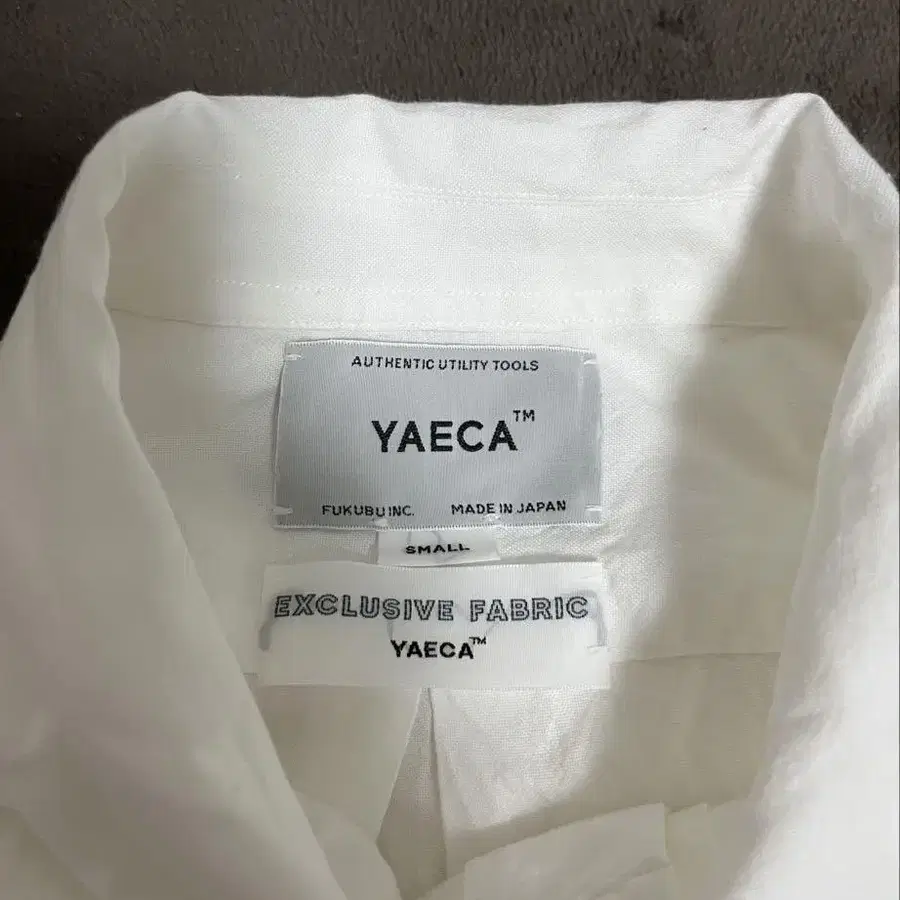 AUTHENTIC UTILITY TOOLS
YAECA™
FUKUBU INC. MADE IN JAPAN
SMALL
EXCLUSIVE FABRIC
YAECA™